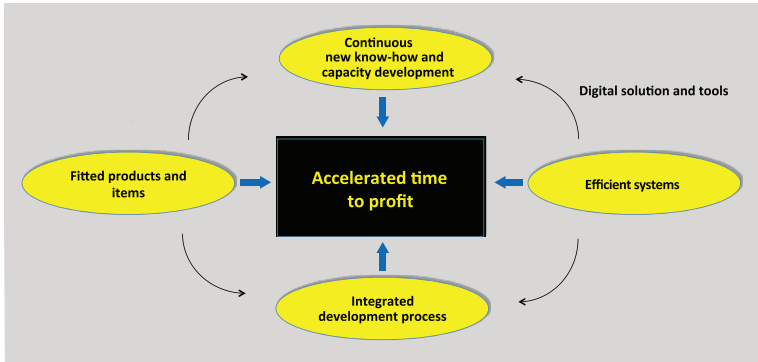 Continuous
new know-how and
capacity development
Digital solution and tools
Fitted products and
items
Accelerated time
to profit
Efficient systems
Integrated
development process